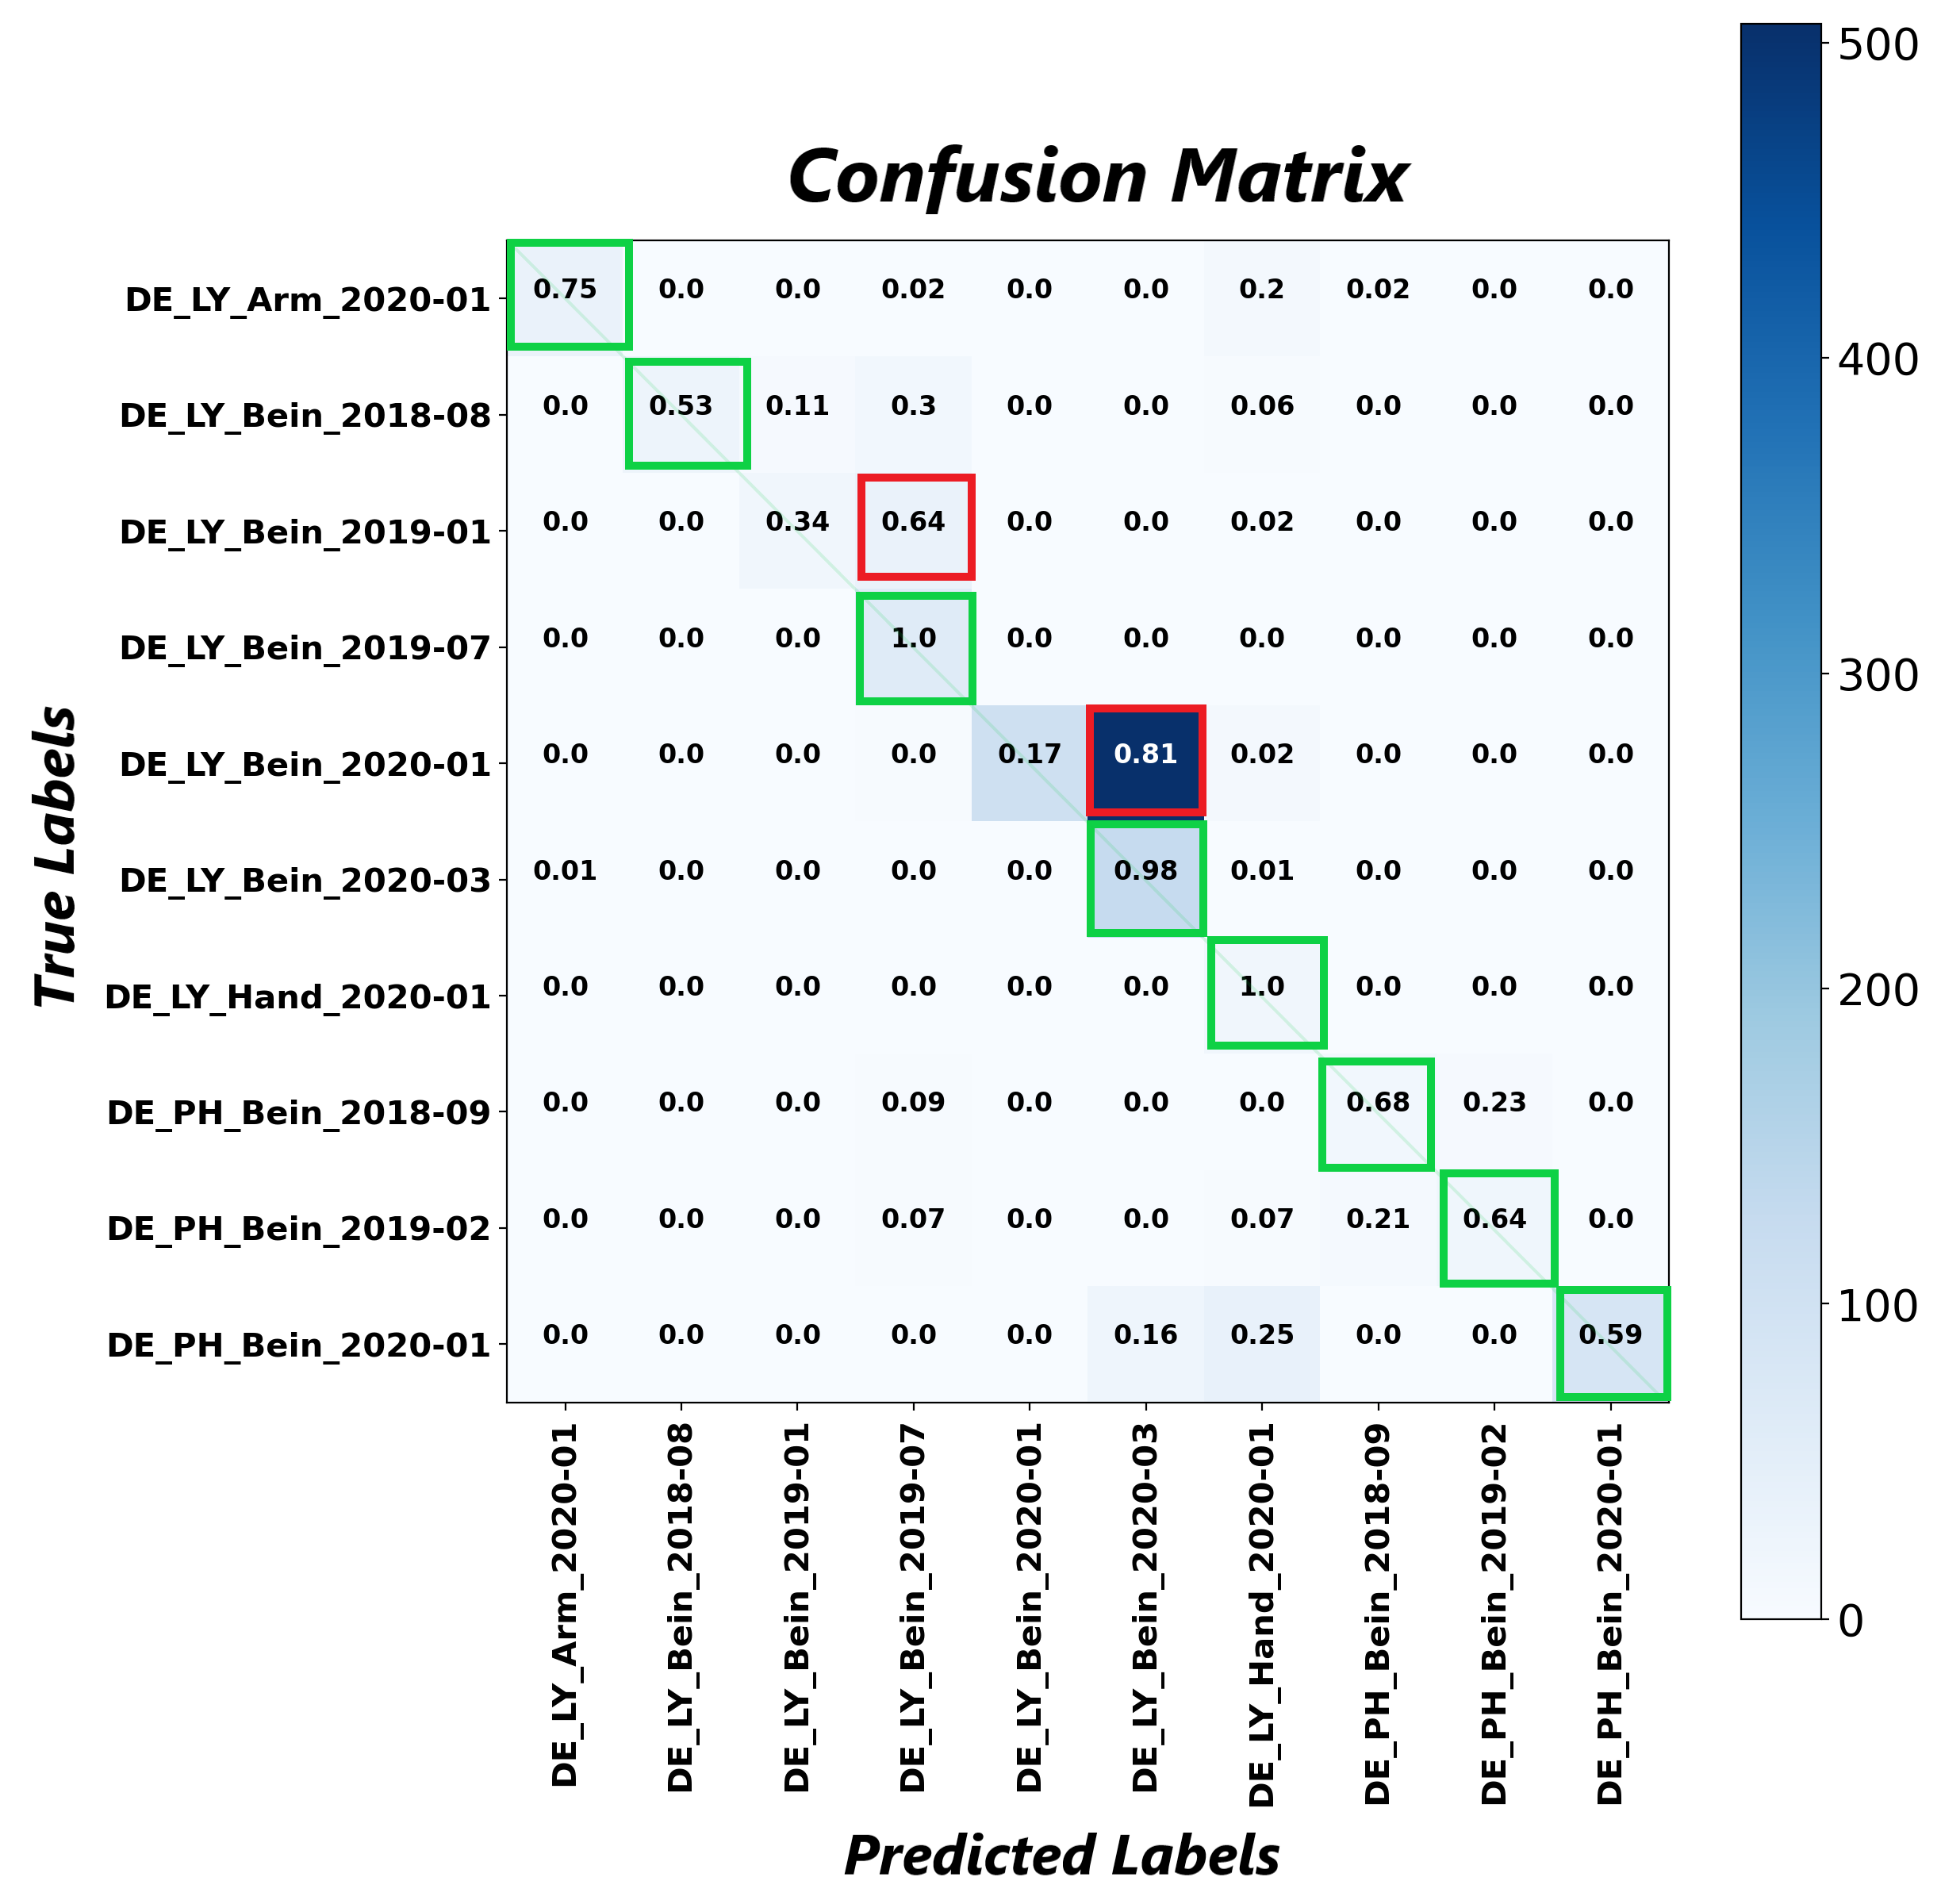 Confusion Matrix
True Labels
DE_LY_Arm_2020-01 0.75 0.0 0.0 0.02 0.0 0.0 0.2 0.02 0.0 0.0
DE_LY_Bein_2018-08 0.0 0.53 0.11 0.3 0.0 0.0 0.06 0.0 0.0 0.0
DE_LY_Bein_2019-01 0.0 0.0 0.34 0.64 0.0 0.0 0.02 0.0 0.0 0.0
DE_LY_Bein_2019-07 0.0 0.0 0.0 1.0 0.0 0.0 0.0 0.0 0.0 0.0
DE_LY_Bein_2020-01 0.0 0.0 0.0 0.0 0.17 0.81 0.02 0.0 0.0 0.0
DE_LY_Bein_2020-03 0.01 0.0 0.0 0.0 0.0 0.98 0.01 0.0 0.0 0.0
DE_LY_Hand_2020-01 0.0 0.0 0.0 0.0 0.0 0.0 1.0 0.0 0.0 0.0
DE_PH_Bein_2018-09 0.0 0.0 0.0 0.09 0.0 0.0 0.0 0.68 0.23 0.0
DE_PH_Bein_2019-02 0.0 0.0 0.0 0.07 0.0 0.0 0.07 0.21 0.64 0.0
DE_PH_Bein_2020-01 0.0 0.0 0.0 0.0 0.0 0.16 0.25 0.0 0.0 0.59
DE_LY_Arm_2020-01
DE_LY_Bein_2018-08
DE_LY_Bein_2019-01
DE_LY_Bein_2019-07
DE_LY_Bein_2020-01
DE_LY_Bein_2020-03
DE_LY_Hand_2020-01
DE_PH_Bein_2018-09
DE_PH_Bein_2019-02
DE_PH_Bein_2020-01
Predicted Labels
500
400
300
200
100
0